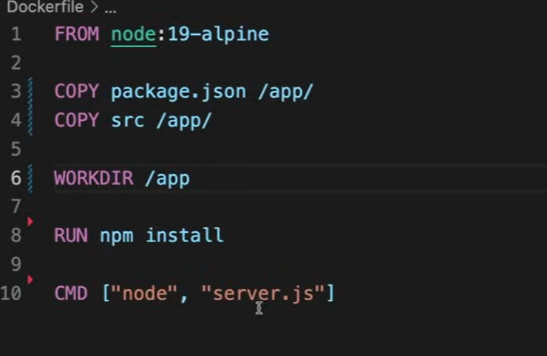 Dockerfile > ...
1 FROM node:19-alpine
2
3 COPY package.json /app/
4 COPY src /app/
5
6 WORKDIR /app
7
8 RUN npm install
9
10 CMD ["node", "server.js"]